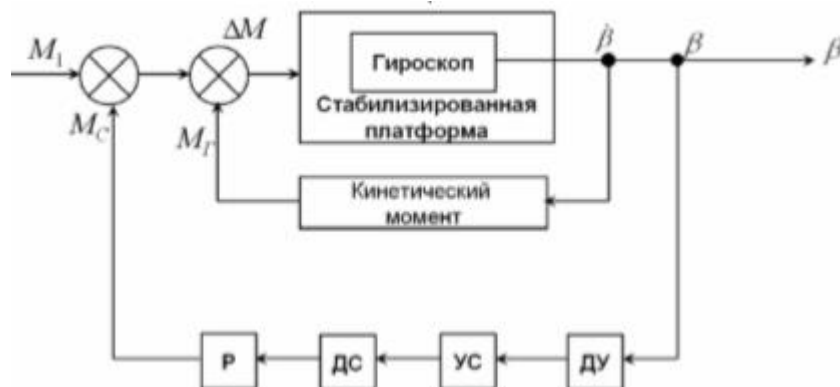 M₁
ΔM
M_C
M_Г
Гироскоп
Стабилизированная
платформа
β̇
β
β
Кинетический
момент
Р
ДС
УС
ДУ